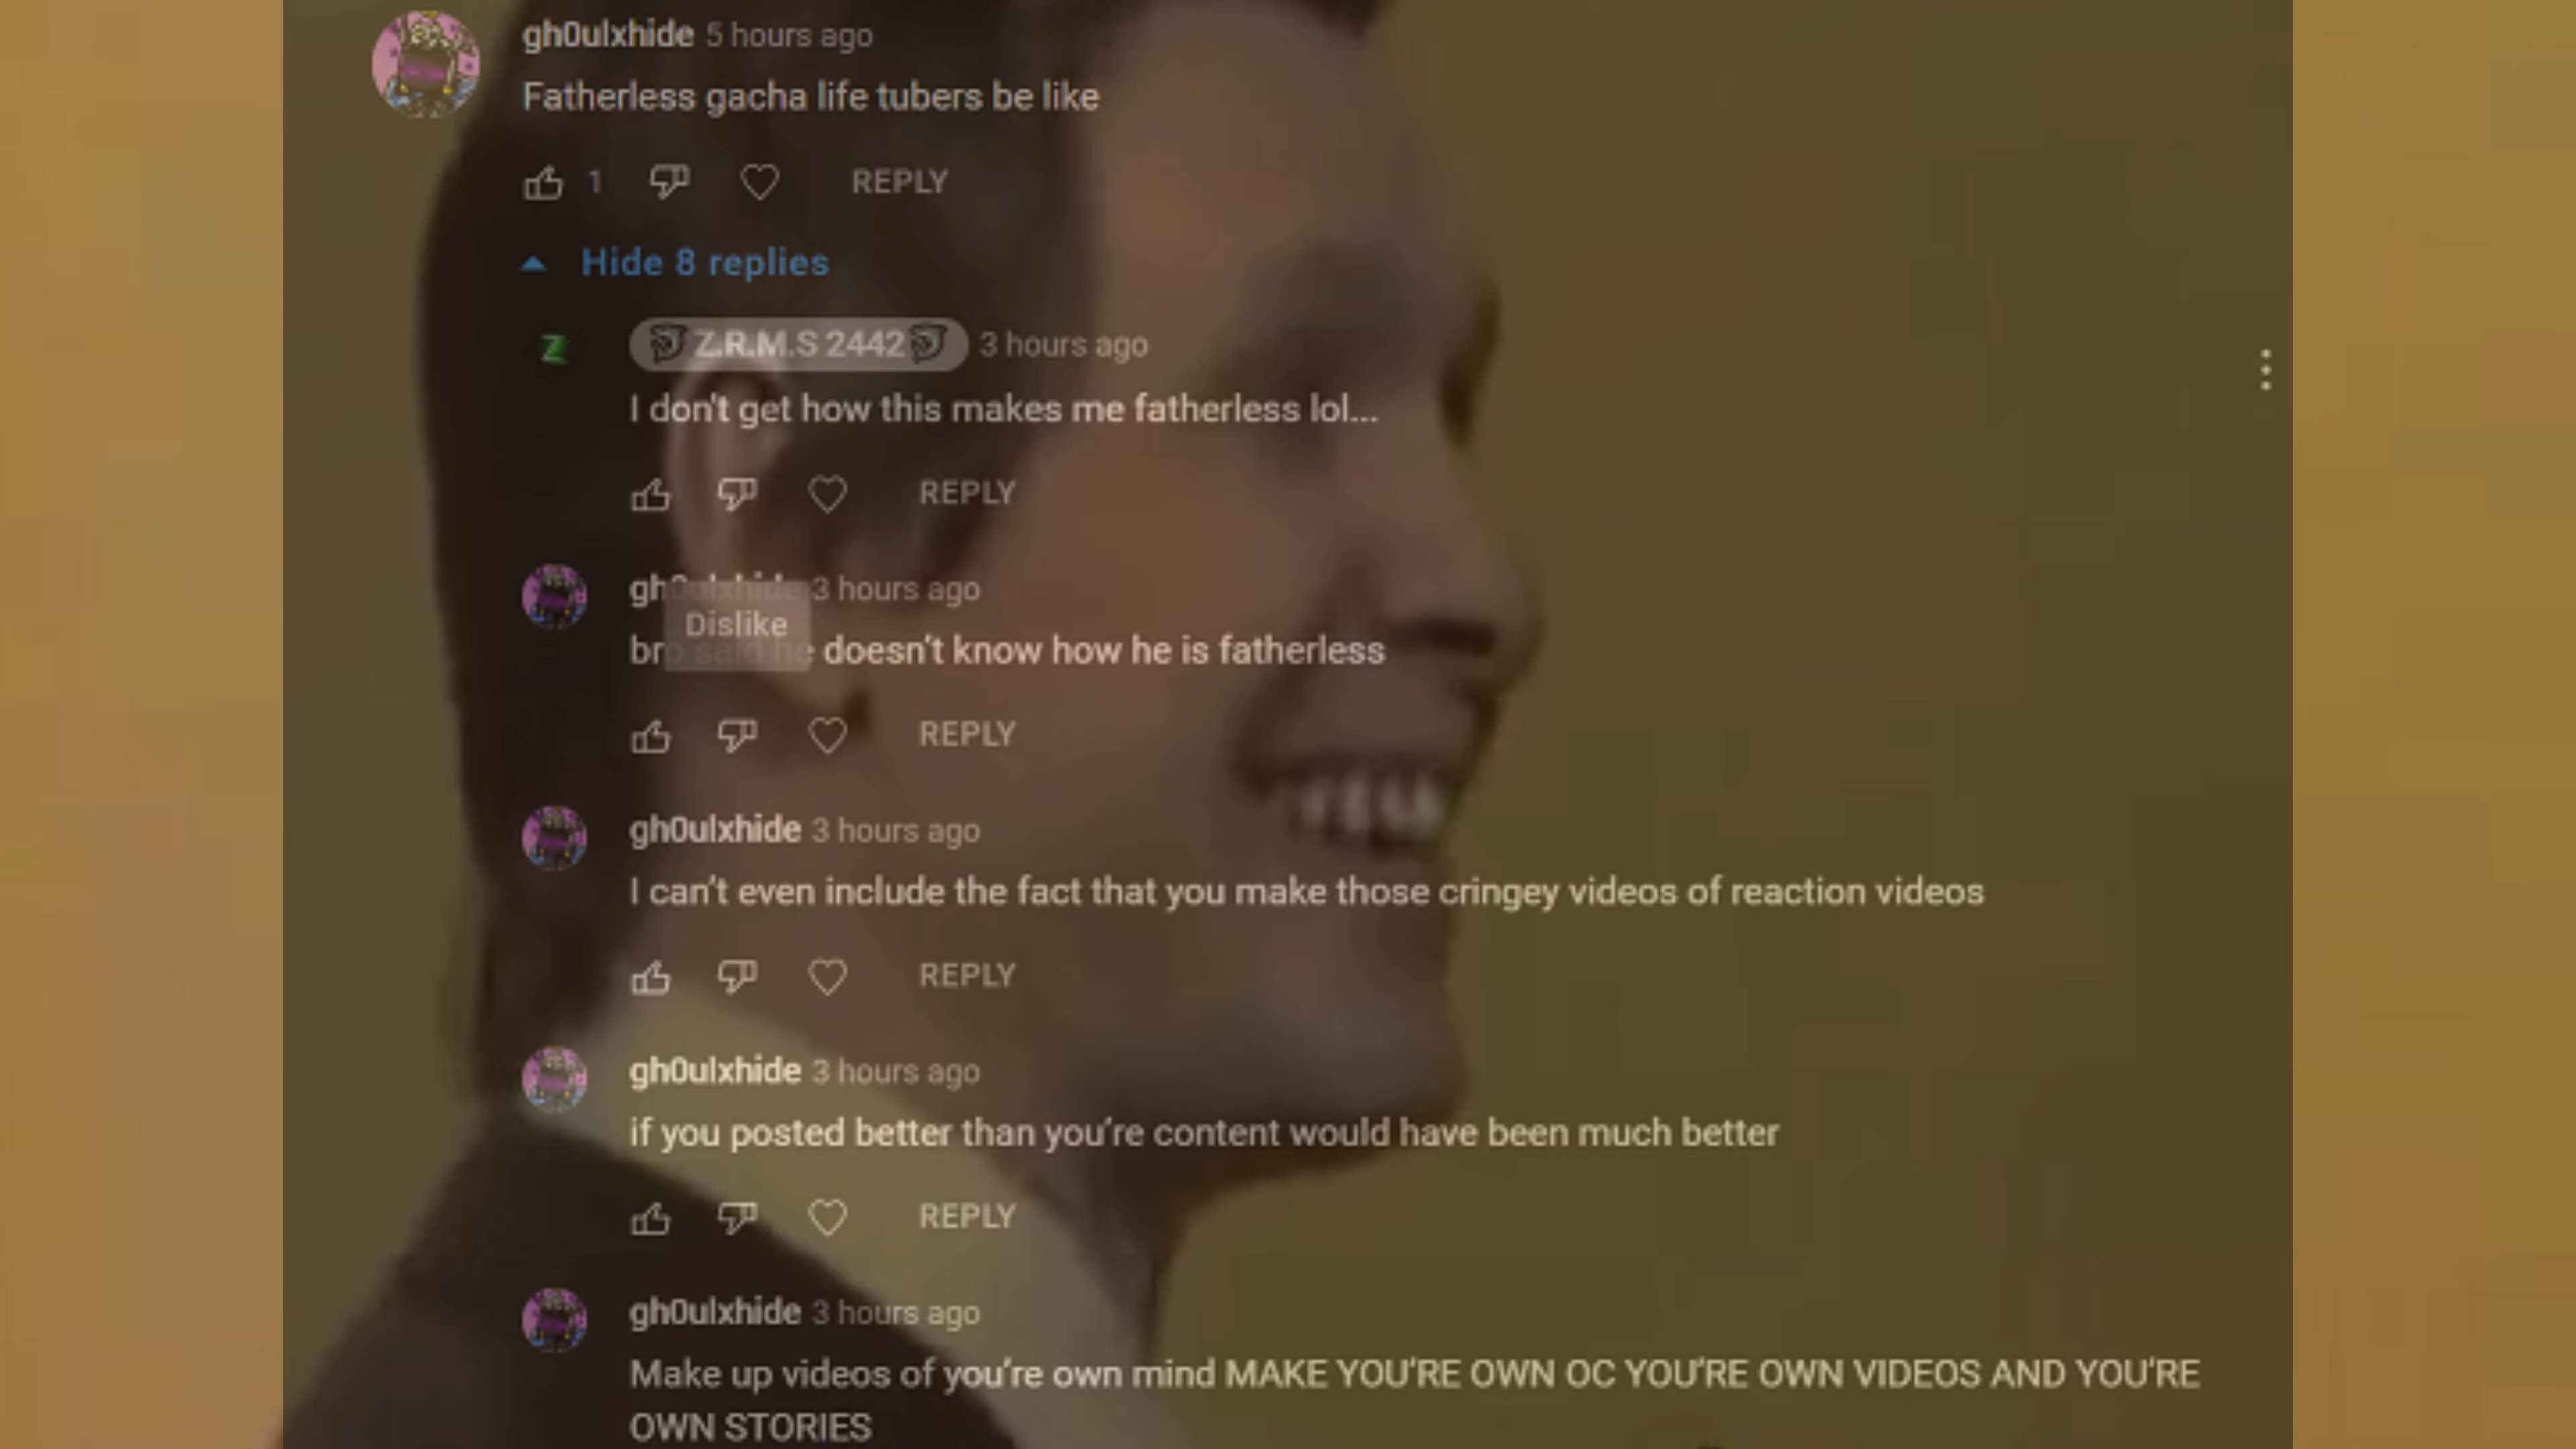 gh0ulxhide 5 hours ago
Fatherless gacha life tubers be like
1 REPLY
Hide 8 replies
Z
Z.R.M.S 2442 3 hours ago
I don't get how this makes me fatherless lol...
REPLY
gh0ulxhide 3 hours ago
Dislike
bro said he doesn't know how he is fatherless
REPLY
gh0ulxhide 3 hours ago
I can't even include the fact that you make those cringey videos of reaction videos
REPLY
gh0ulxhide 3 hours ago
if you posted better than you're content would have been much better
REPLY
gh0ulxhide 3 hours ago
Make up videos of you're own mind MAKE YOU'RE OWN OC YOU'RE OWN VIDEOS AND YOU'RE
OWN STORIES